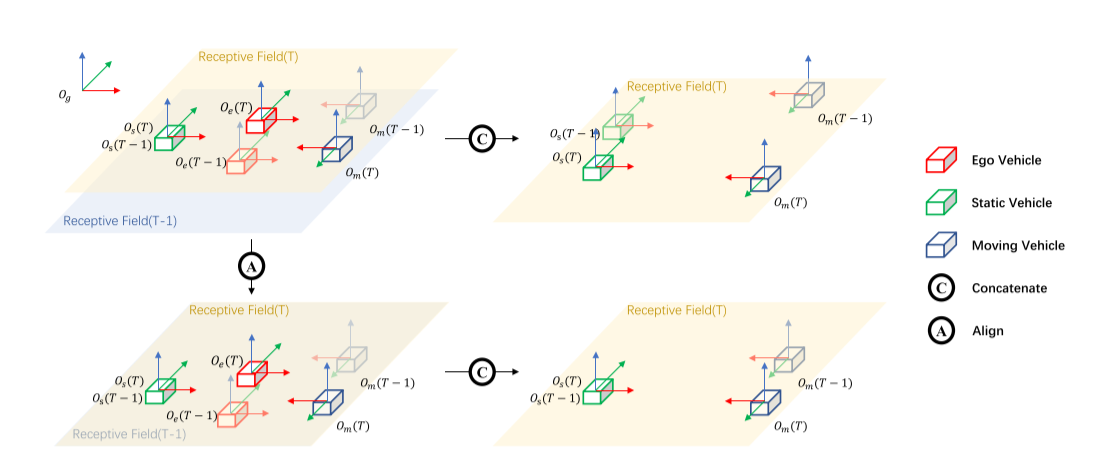 Receptive Field(T)
O_g
O_s(T)
O_s(T − 1)
O_e(T)
O_e(T − 1)
O_m(T − 1)
O_m(T)
Receptive Field(T-1)
C
Receptive Field(T)
O_s(T − 1)
O_s(T)
O_m(T − 1)
O_m(T)
A
Receptive Field(T)
O_s(T)
O_s(T − 1)
O_e(T)
O_e(T − 1)
O_m(T − 1)
O_m(T)
Receptive Field(T-1)
C
Receptive Field(T)
O_s(T)
O_s(T − 1)
O_m(T − 1)
O_m(T)
Ego Vehicle
Static Vehicle
Moving Vehicle
C Concatenate
A Align